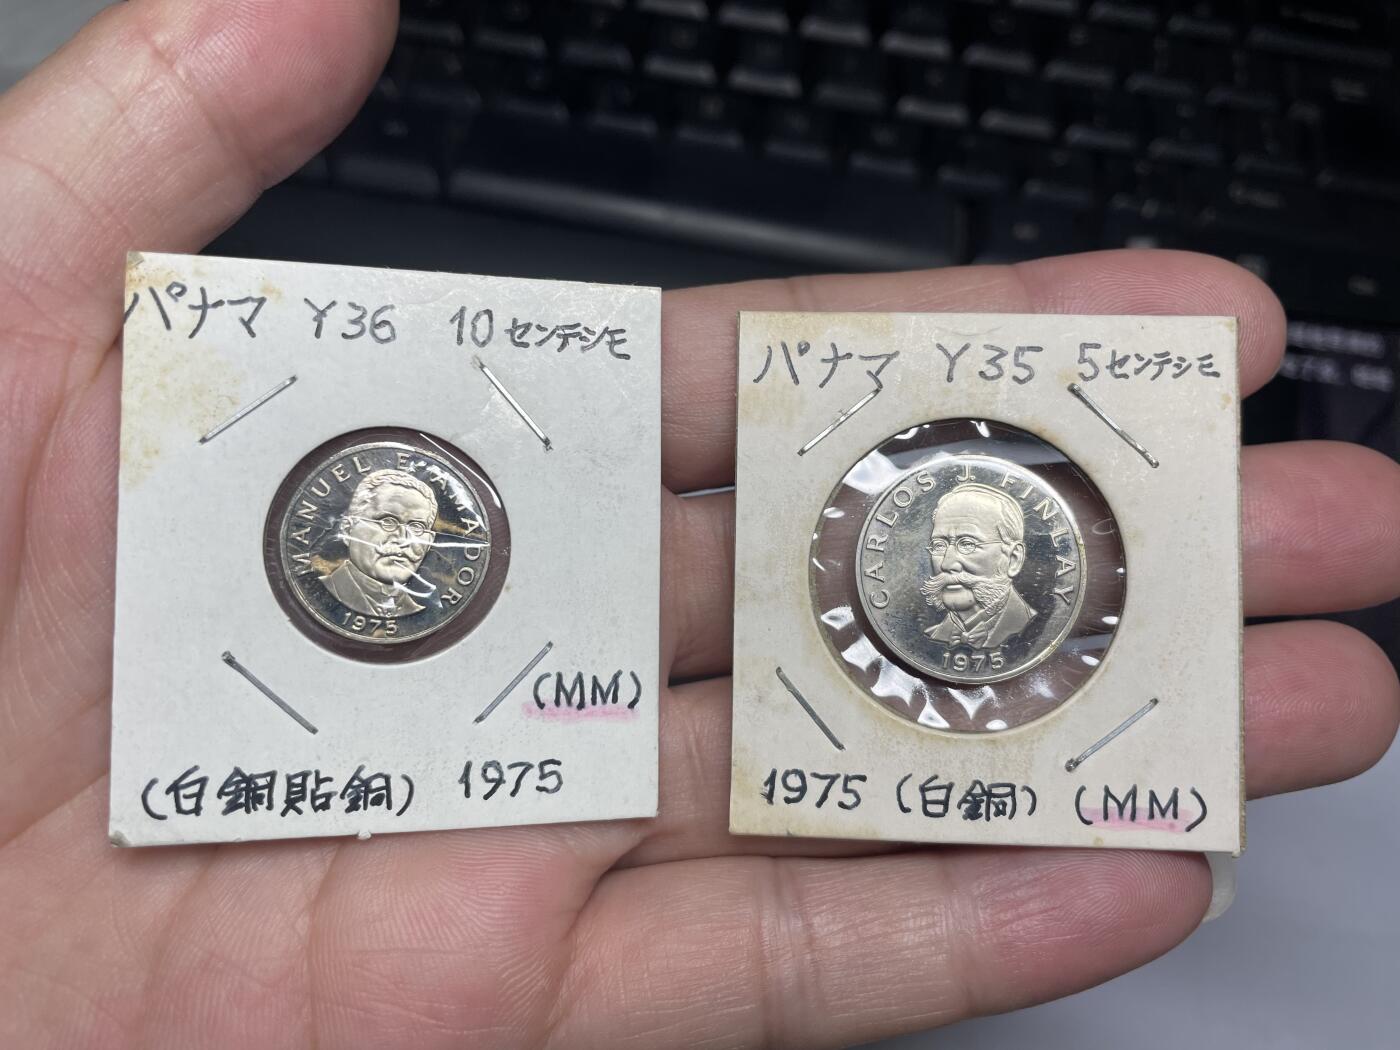 パナマ Y36 10センテシモ
MANUEL E. AMADOR
1975
(MM)
(白銅貼銅) 1975
パナマ Y35 5センテシモ
CARLOS J. FINLAY
1975
1975 (白銅) (MM)